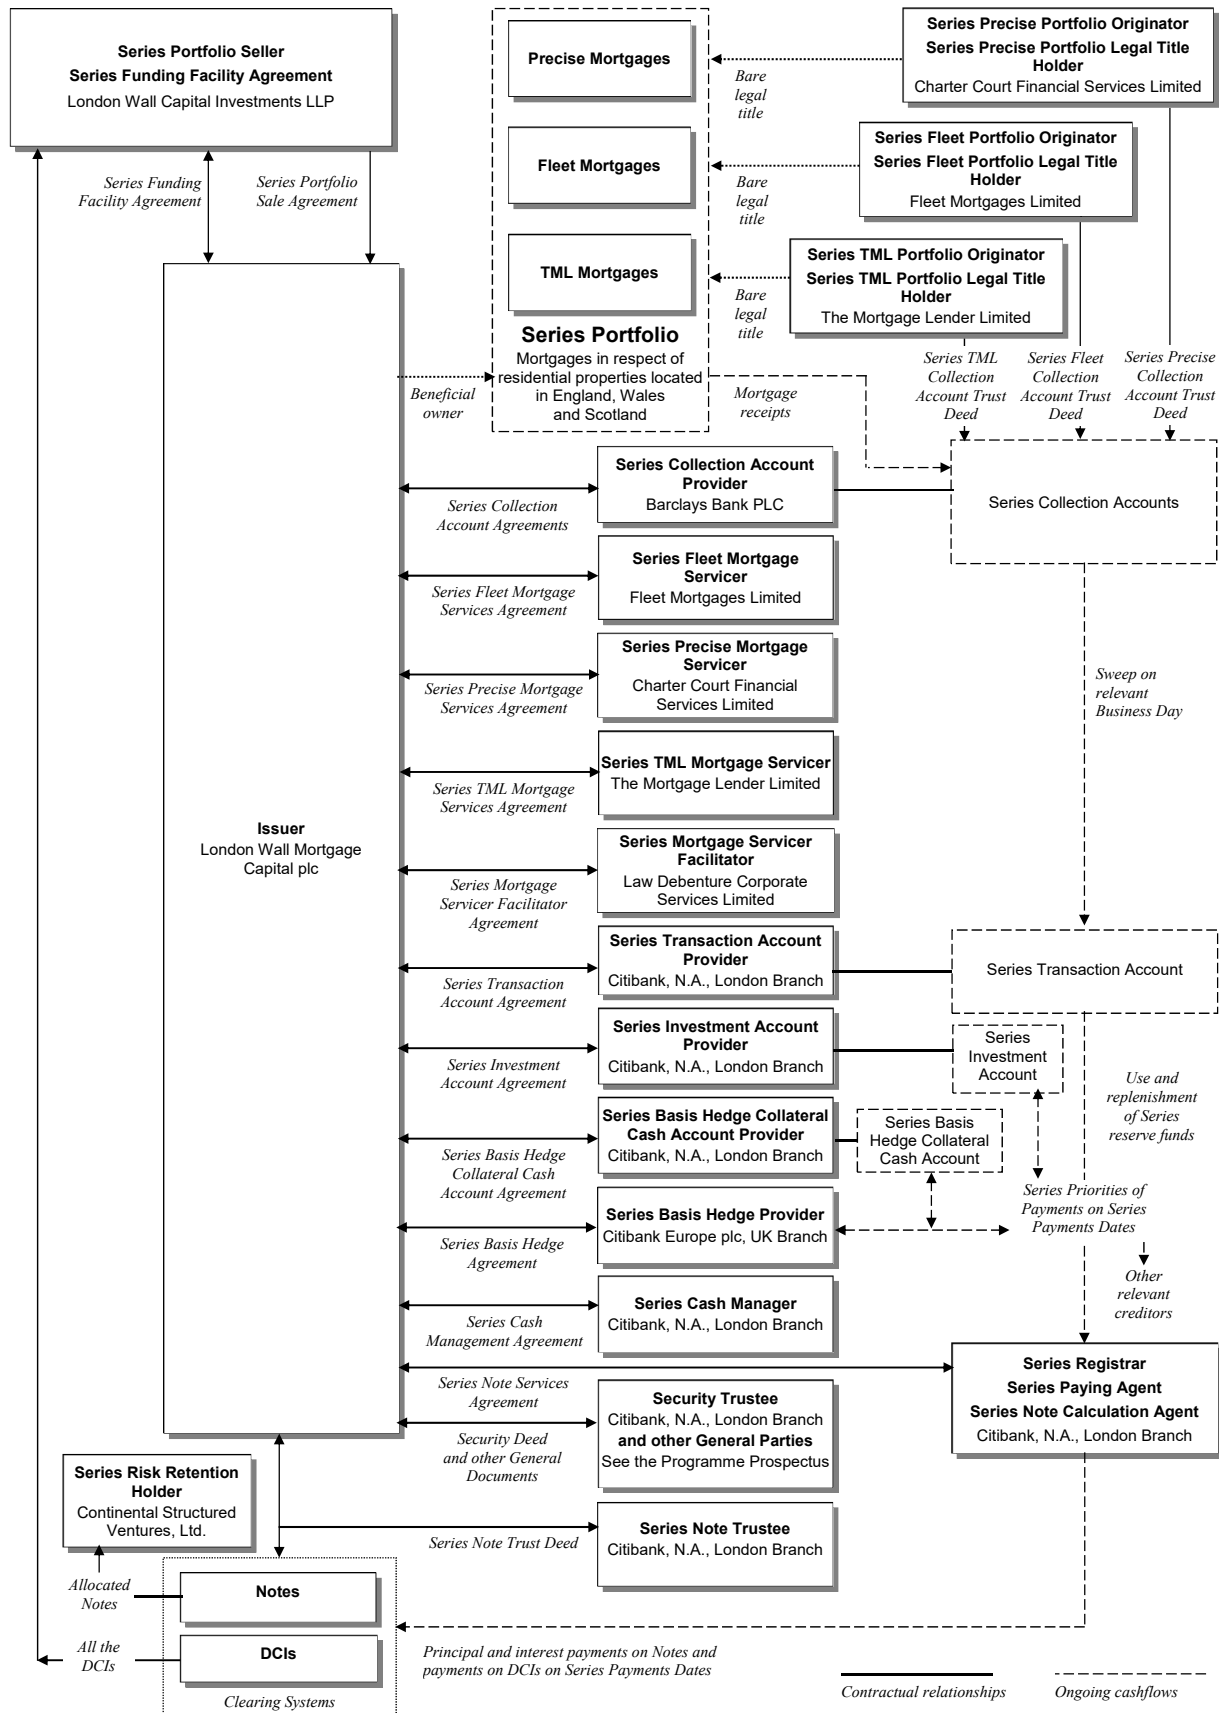 Series Portfolio Seller
Series Funding Facility Agreement
London Wall Capital Investments LLP
Precise Mortgages
Series Precise Portfolio Originator
Series Precise Portfolio Legal Title
Holder
Charter Court Financial Services Limited
Bare
legal
title
Fleet Mortgages
Series Fleet Portfolio Originator
Series Fleet Portfolio Legal Title
Holder
Fleet Mortgages Limited
Bare
legal
title
Series Funding
Facility Agreement
Series Portfolio
Sale Agreement
TML Mortgages
Series TML Portfolio Originator
Series TML Portfolio Legal Title
Holder
The Mortgage Lender Limited
Bare
legal
title
Series Portfolio
Mortgages in respect of
residential properties located
in England, Wales
and Scotland
Beneficial
owner
Mortgage
receipts
Series TML
Collection
Account Trust
Deed
Series Fleet
Collection
Account Trust
Deed
Series Precise
Collection
Account Trust
Deed
Series Collection Account
Provider
Barclays Bank PLC
Series Collection
Account Agreements
Series Collection Accounts
Series Fleet Mortgage
Servicer
Fleet Mortgages Limited
Series Fleet Mortgage
Services Agreement
Series Precise Mortgage
Servicer
Charter Court Financial
Services Limited
Series Precise Mortgage
Services Agreement
Sweep on
relevant
Business Day
Series TML Mortgage Servicer
The Mortgage Lender Limited
Series TML Mortgage
Services Agreement
Issuer
London Wall Mortgage
Capital plc
Series Mortgage Servicer
Facilitator
Law Debenture Corporate
Services Limited
Series Mortgage
Servicer Facilitator
Agreement
Series Transaction Account
Provider
Citibank, N.A., London Branch
Series Transaction
Account Agreement
Series Transaction Account
Series Investment Account
Provider
Citibank, N.A., London Branch
Series Investment
Account Agreement
Series
Investment
Account
Use and
replenishment
of Series
reserve funds
Series Basis Hedge Collateral
Cash Account Provider
Citibank, N.A., London Branch
Series Basis Hedge
Collateral Cash
Account Agreement
Series Basis
Hedge Collateral
Cash Account
Series Priorities of
Payments on Series
Payments Dates
Series Basis Hedge Provider
Citibank Europe plc, UK Branch
Series Basis Hedge
Agreement
Other
relevant
creditors
Series Cash Manager
Citibank, N.A., London Branch
Series Cash
Management Agreement
Series Note Services
Agreement
Series Registrar
Series Paying Agent
Series Note Calculation Agent
Citibank, N.A., London Branch
Security Trustee
Citibank, N.A., London Branch
and other General Parties
See the Programme Prospectus
Security Deed
and other General
Documents
Series Risk Retention
Holder
Continental Structured
Ventures, Ltd.
Series Note Trustee
Citibank, N.A., London Branch
Series Note Trust Deed
Allocated
Notes
Notes
All the
DCIs
DCIs
Clearing Systems
Principal and interest payments on Notes and
payments on DCIs on Series Payments Dates
Contractual relationships
Ongoing cashflows